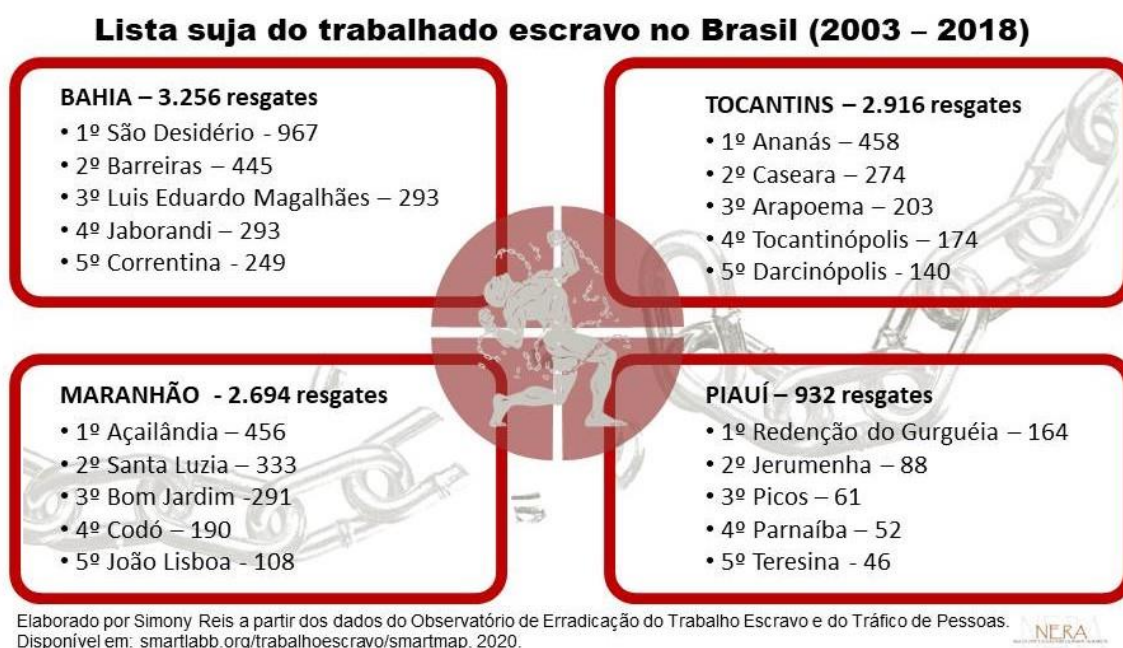 Lista suja do trabalhado escravo no Brasil (2003 – 2018)
BAHIA – 3.256 resgates
• 1º São Desidério - 967
• 2º Barreiras – 445
• 3º Luis Eduardo Magalhães – 293
• 4º Jaborandi – 293
• 5º Correntina - 249
TOCANTINS – 2.916 resgates
• 1º Ananás – 458
• 2º Caseara – 274
• 3º Arapoema – 203
• 4º Tocantinópolis – 174
• 5º Darcinópolis - 140
MARANHÃO - 2.694 resgates
• 1º Açailândia – 456
• 2º Santa Luzia – 333
• 3º Bom Jardim -291
• 4º Codó – 190
• 5º João Lisboa - 108
PIAUÍ – 932 resgates
• 1º Redenção do Gurguéia – 164
• 2º Jerumenha – 88
• 3º Picos – 61
• 4º Parnaíba – 52
• 5º Teresina - 46
Elaborado por Simony Reis a partir dos dados do Observatório de Erradicação do Trabalho Escravo e do Tráfico de Pessoas.
Disponível em: smartlabb.org/trabalhoescravo/smartmap, 2020.
NERA